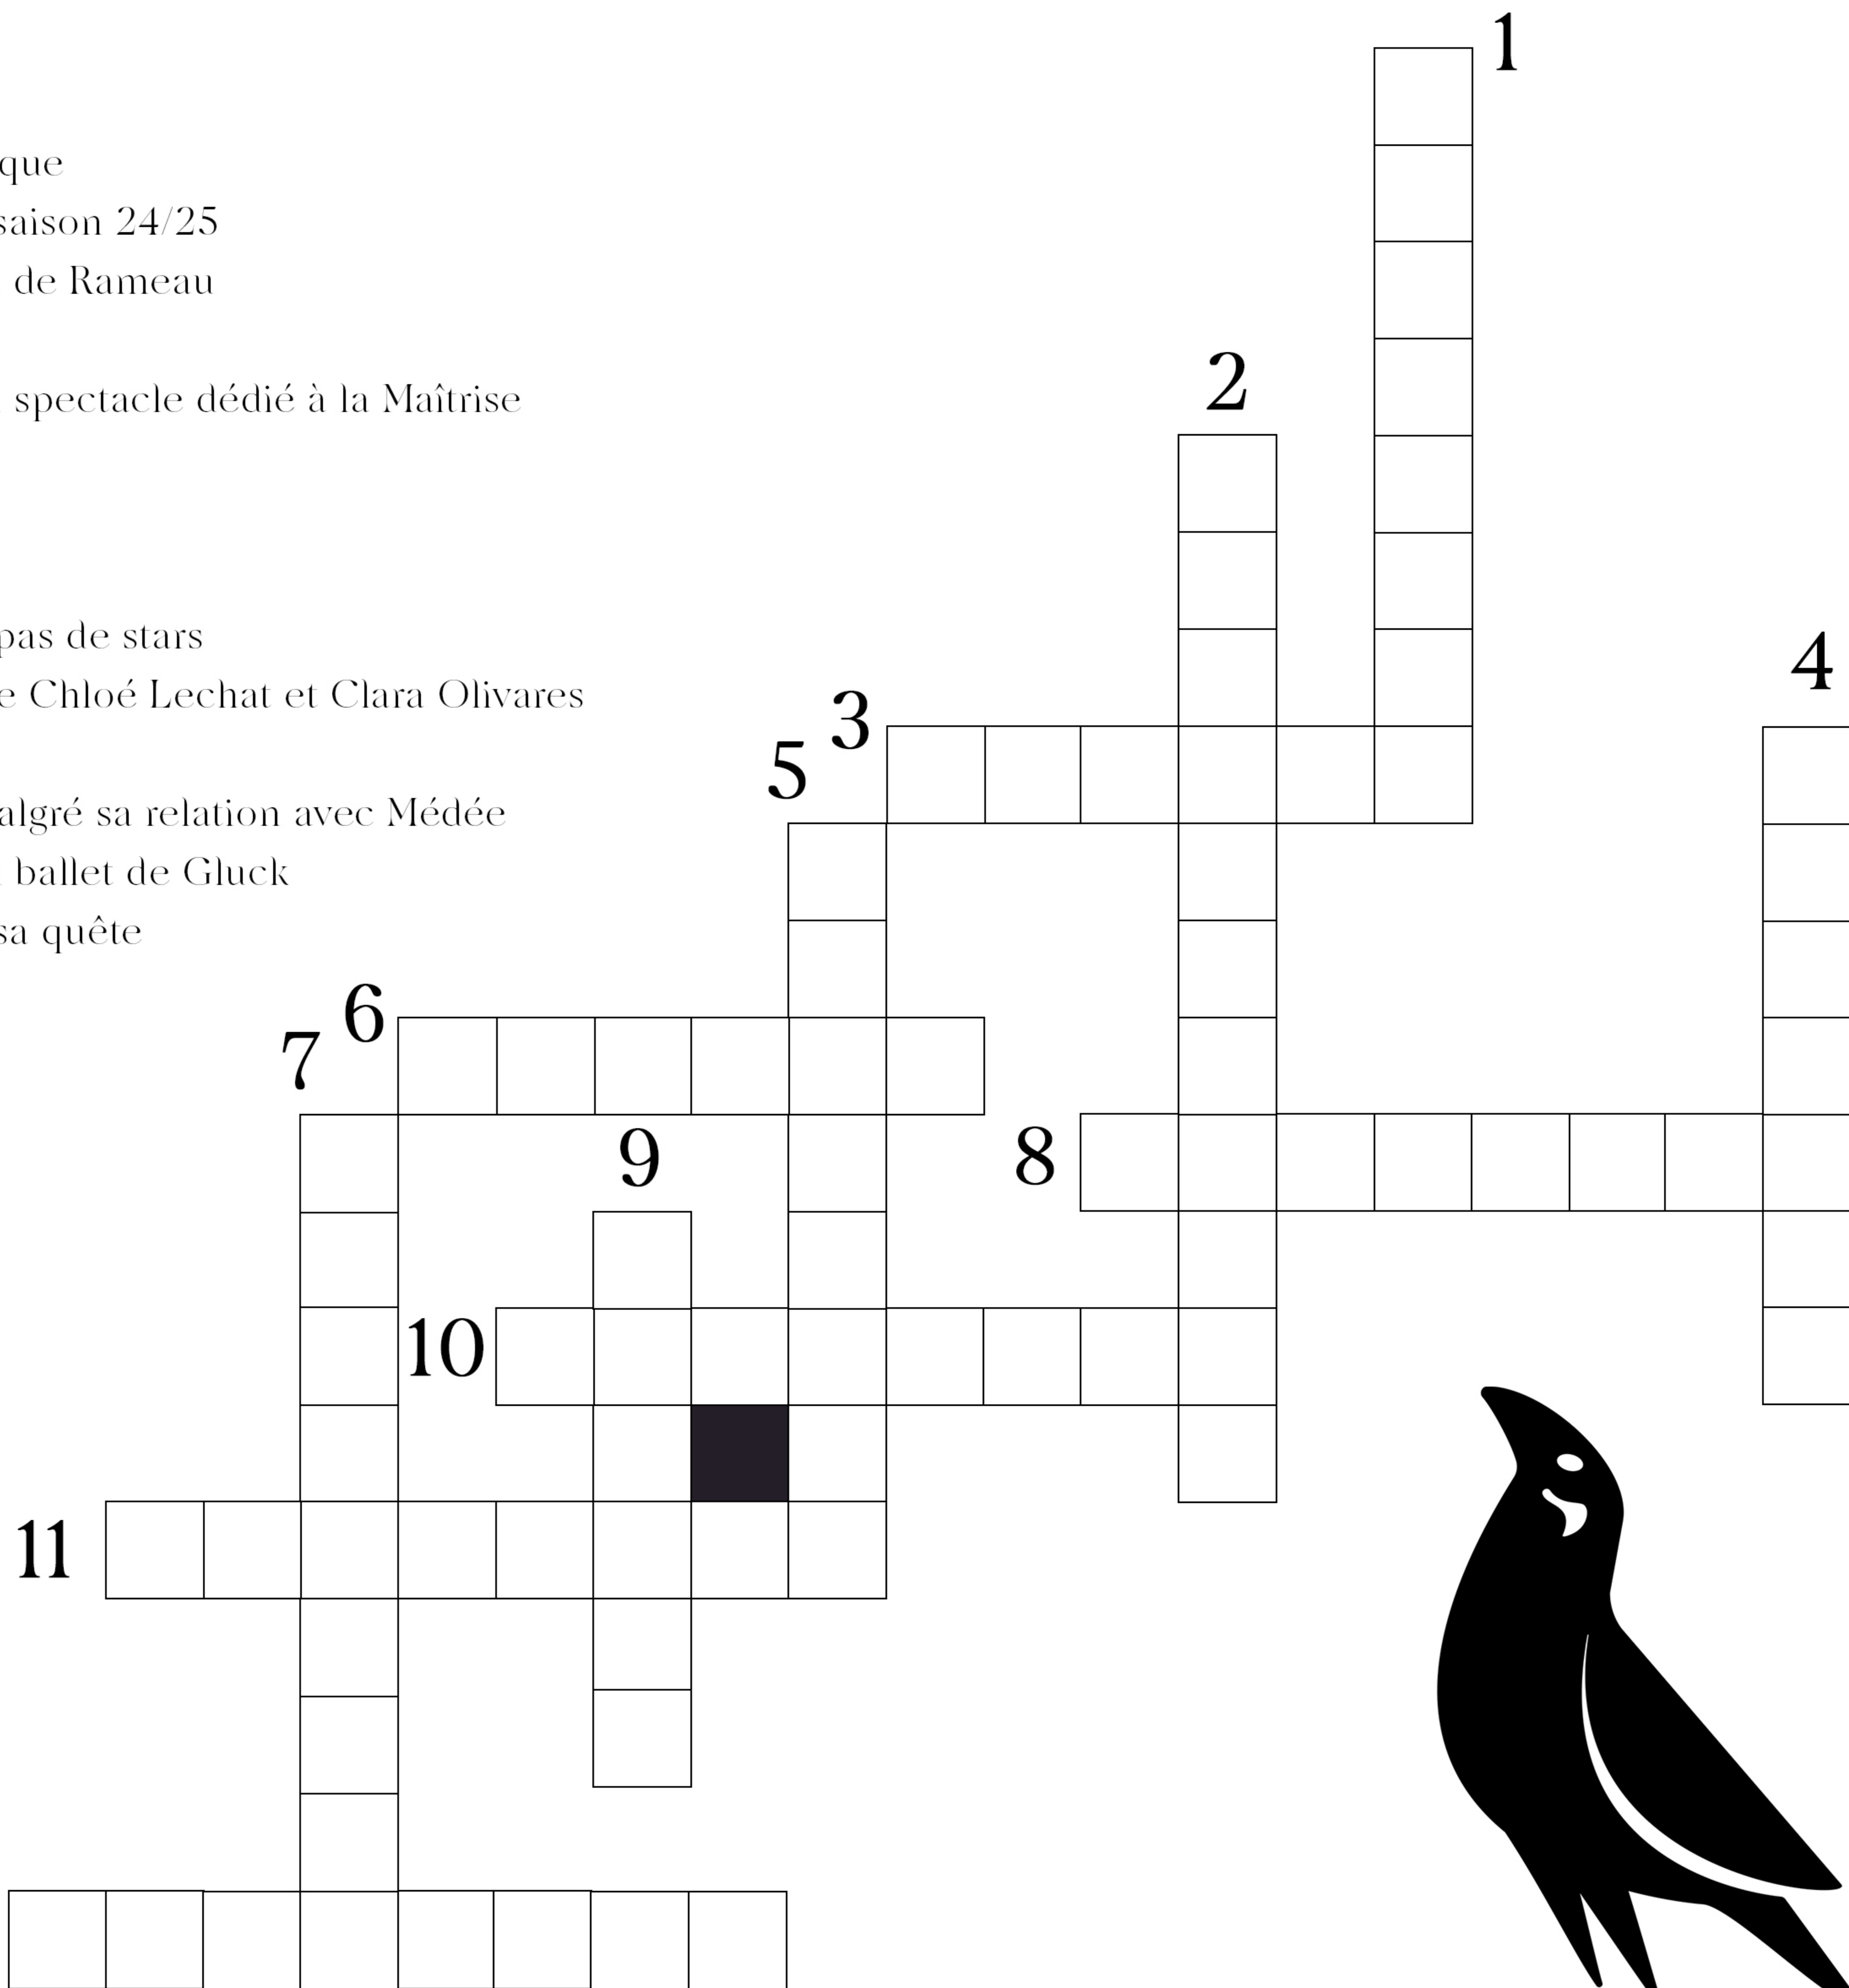 1
que
saison 24/25
de Rameau
2
spectacle dédié à la Maîtrise
pas de stars
4
e Chloé Lechat et Clara Olivares
3
5
algré sa relation avec Médée
ballet de Gluck
sa quête
6
7
9
8
10
11